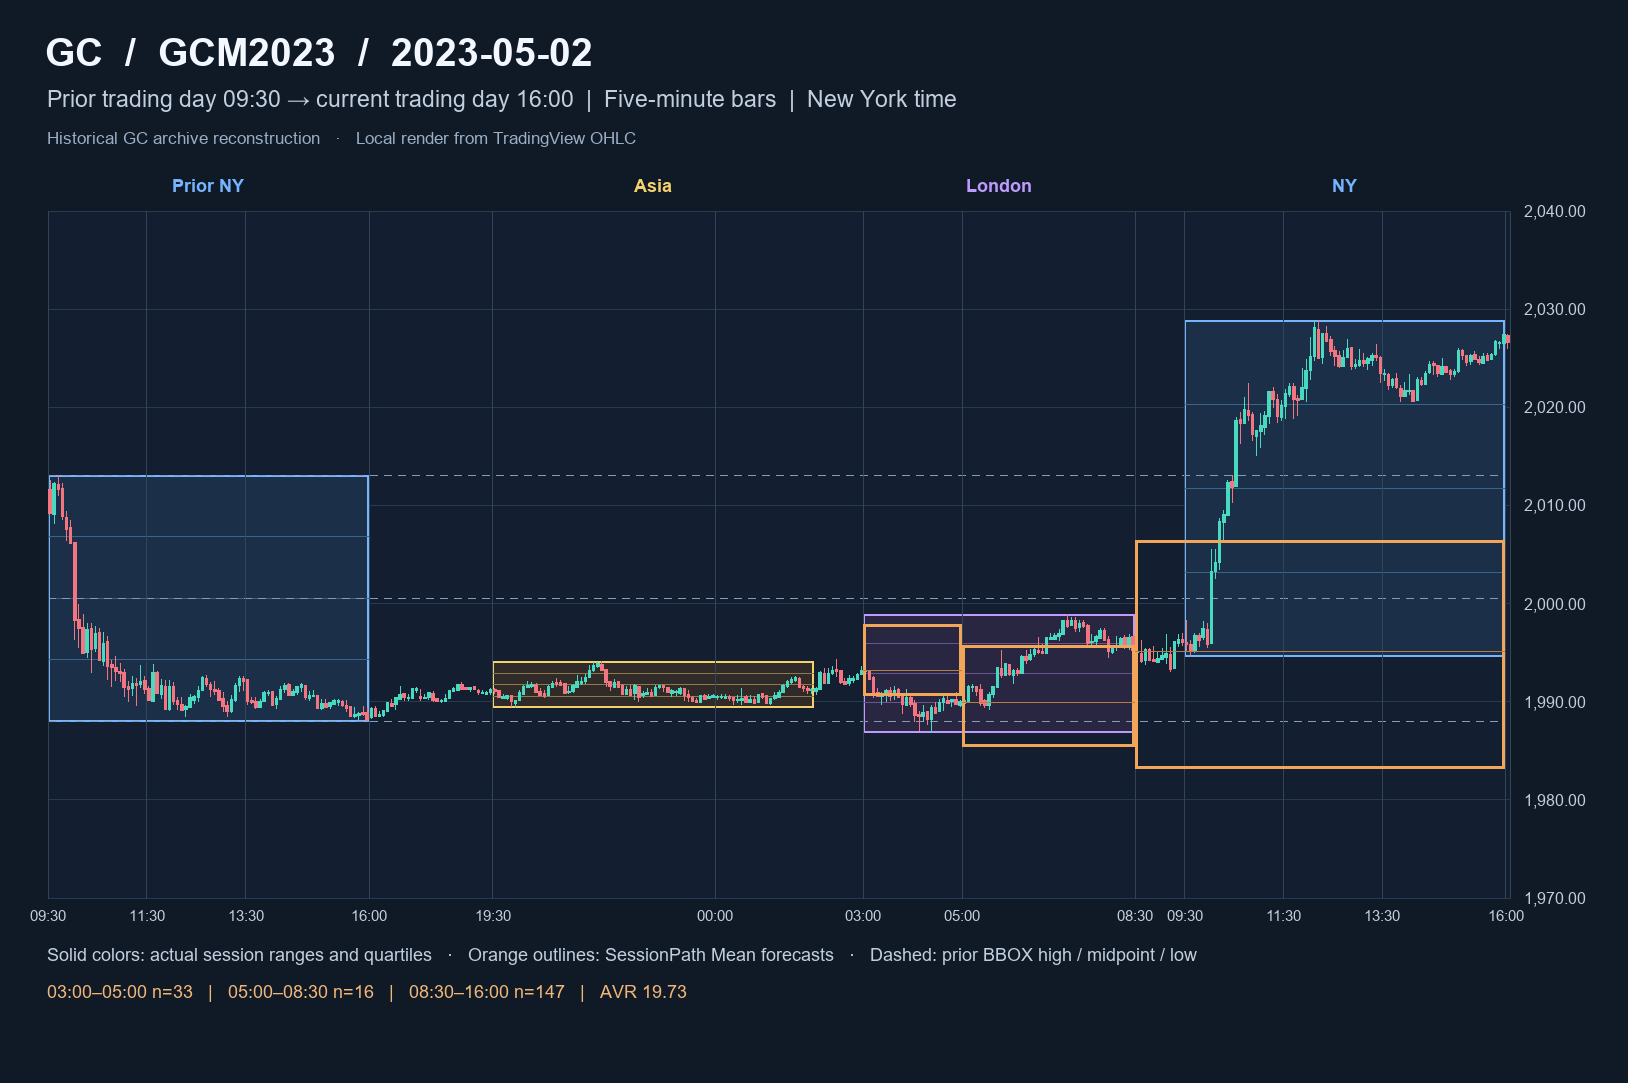 GC / GCM2023 / 2023-05-02
Prior trading day 09:30 → current trading day 16:00 | Five-minute bars | New York time
Historical GC archive reconstruction · Local render from TradingView OHLC
Prior NY Asia London NY
2,040.00
2,030.00
2,020.00
2,010.00
2,000.00
1,990.00
1,980.00
1,970.00
09:30 11:30 13:30 16:00 19:30 00:00 03:00 05:00 08:30 09:30 11:30 13:30 16:00
Solid colors: actual session ranges and quartiles · Orange outlines: SessionPath Mean forecasts · Dashed: prior BBOX high / midpoint / low
03:00–05:00 n=33 | 05:00–08:30 n=16 | 08:30–16:00 n=147 | AVR 19.73